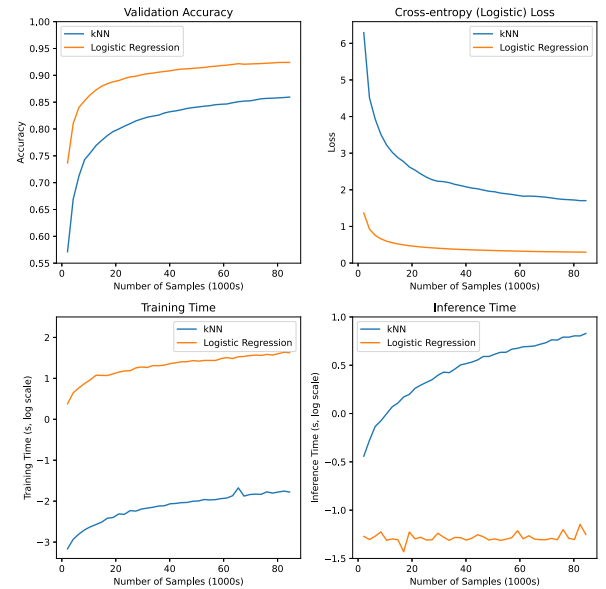 Validation Accuracy
kNN
Logistic Regression
1.00
0.95
0.90
0.85
0.80
0.75
0.70
0.65
0.60
0.55
Accuracy
0 20 40 60 80
Number of Samples (1000s)
Cross-entropy (Logistic) Loss
kNN
Logistic Regression
6
5
4
3
2
1
0
Loss
0 20 40 60 80
Number of Samples (1000s)
Training Time
kNN
Logistic Regression
2
1
0
−1
−2
−3
Training Time (s, log scale)
0 20 40 60 80
Number of Samples (1000s)
Inference Time
kNN
Logistic Regression
1.0
0.5
0.0
−0.5
−1.0
−1.5
Inference Time (s, log scale)
0 20 40 60 80
Number of Samples (1000s)